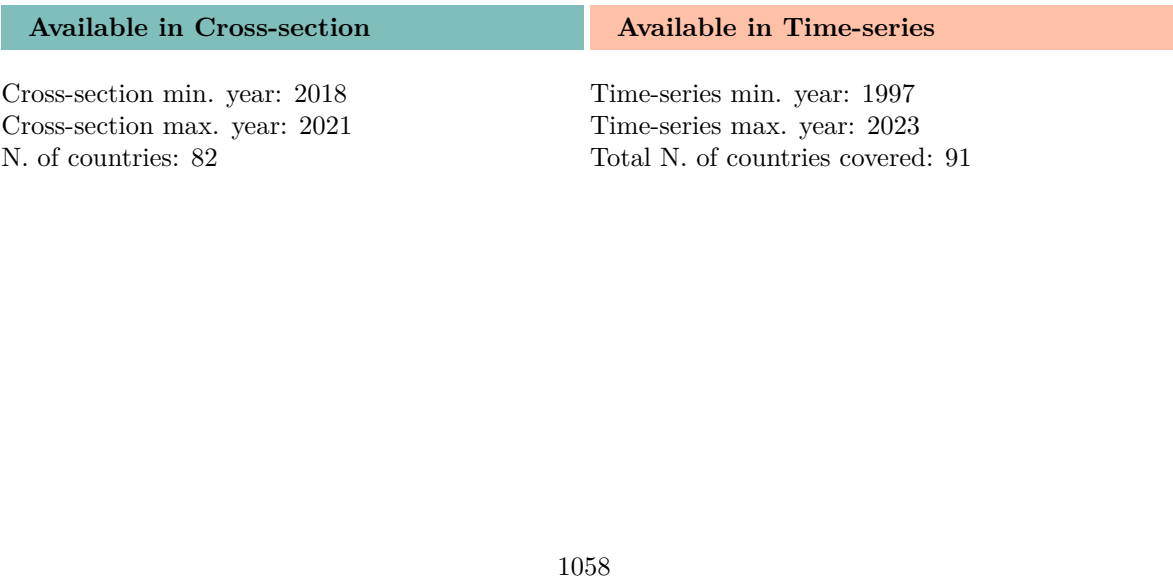 Available in Cross-section
Cross-section min. year: 2018
Cross-section max. year: 2021
N. of countries: 82
Available in Time-series
Time-series min. year: 1997
Time-series max. year: 2023
Total N. of countries covered: 91
1058